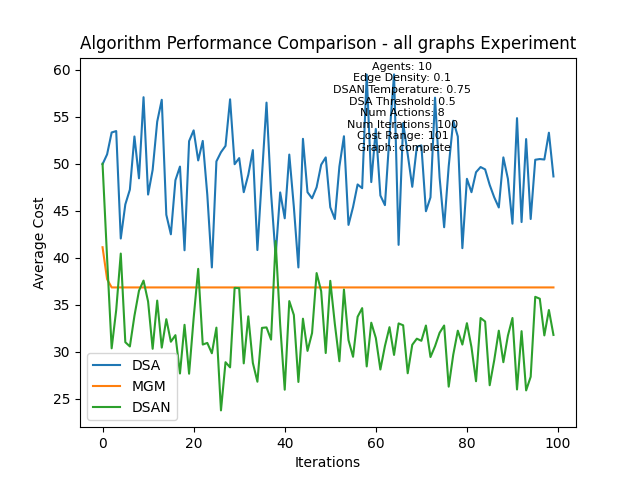 Algorithm Performance Comparison - all graphs Experiment
Agents: 10
Edge Density: 0.1
DSAN Temperature: 0.75
DSA Threshold: 0.5
Num Actions: 8
Num Iterations: 100
Cost Range: 101
Graph: complete
60
55
50
45
40
35
30
25
Average Cost
DSA
MGM
DSAN
0
20
40
60
80
100
Iterations